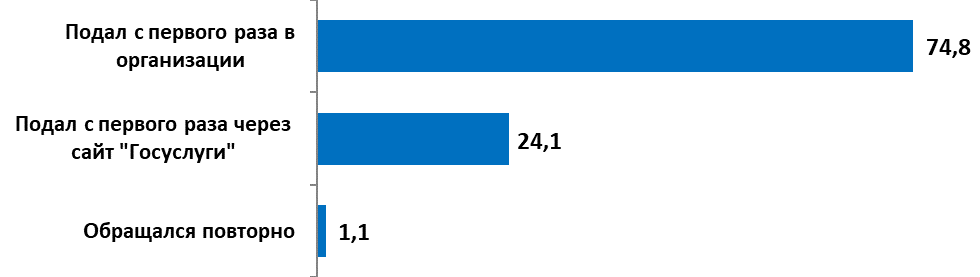 Подал с первого раза в
организации
74,8
Подал с первого раза через
сайт "Госуслуги"
24,1
Обращался повторно
1,1